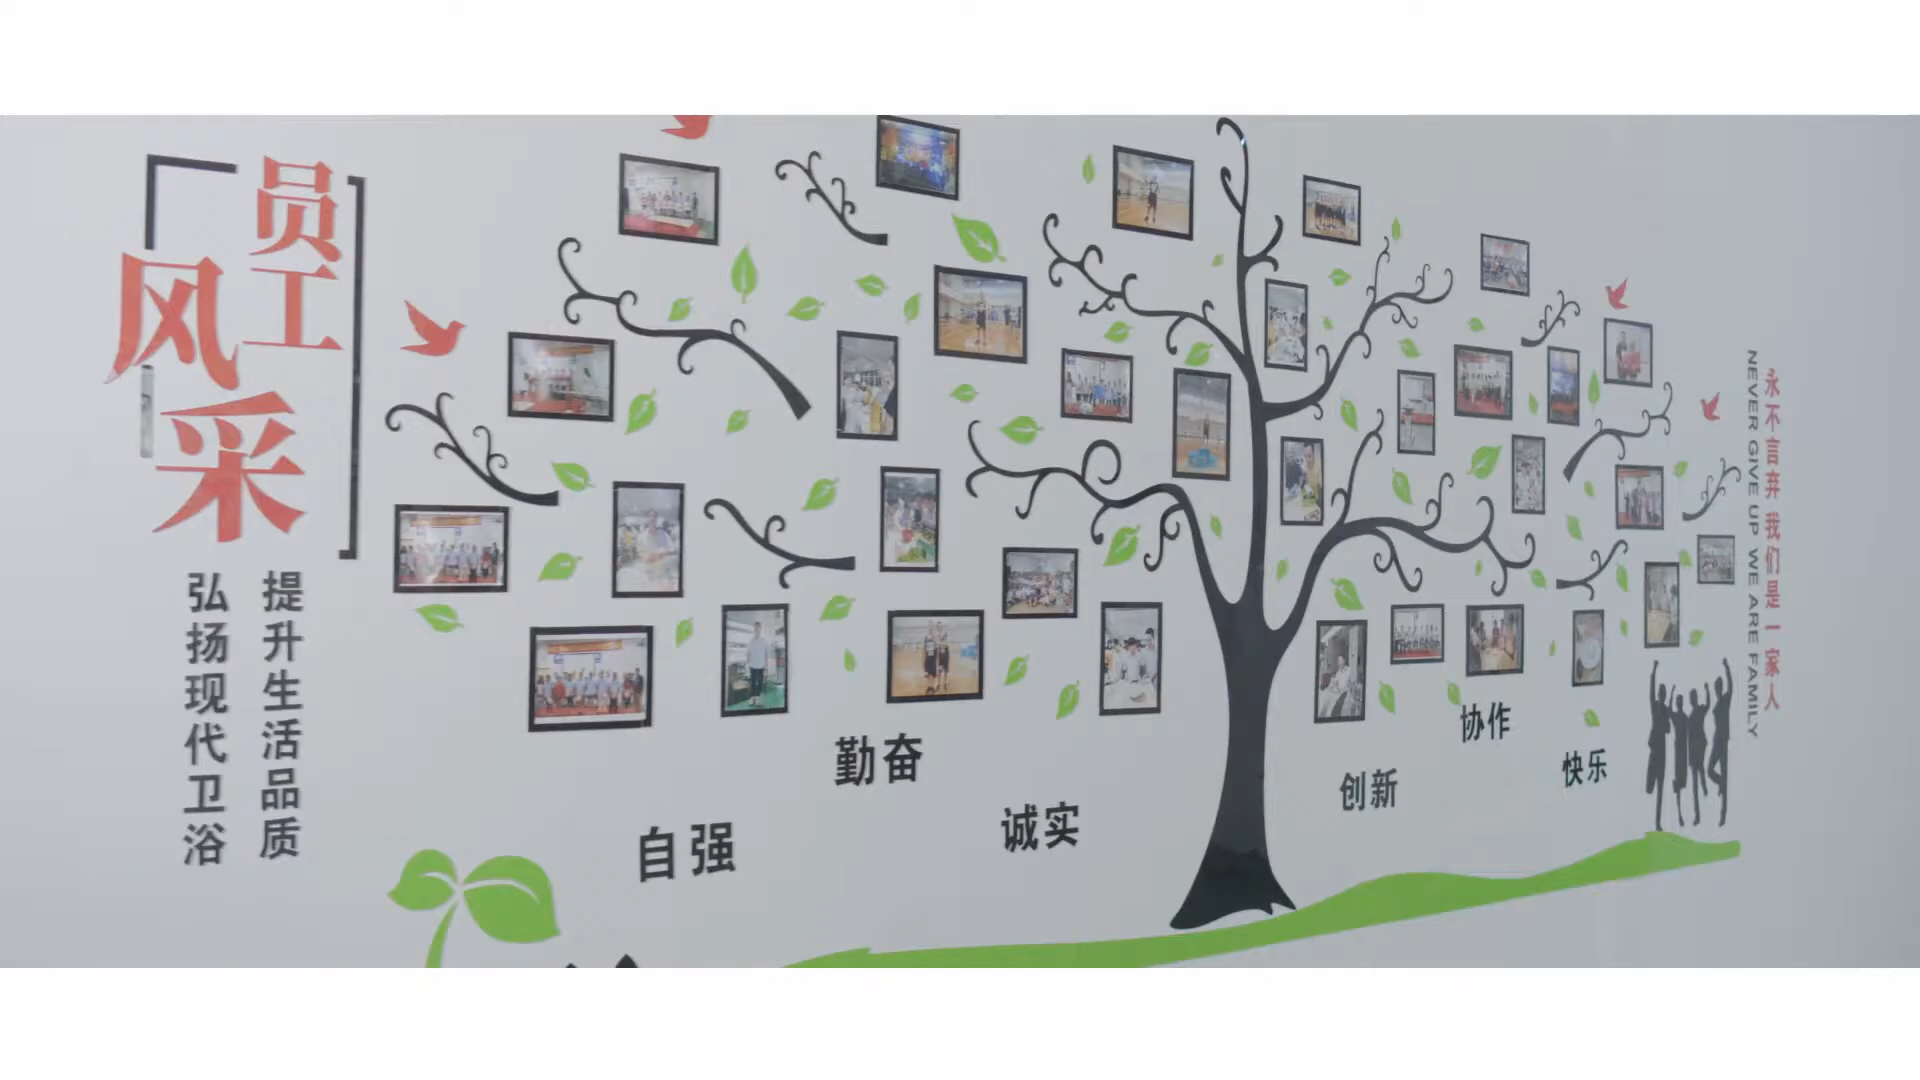 员工
风采
提升生活品质
弘扬现代卫浴
自强
勤奋
诚实
创新
协作
快乐
永不言弃 我们是一家人
NEVER GIVE UP WE ARE FAMILY